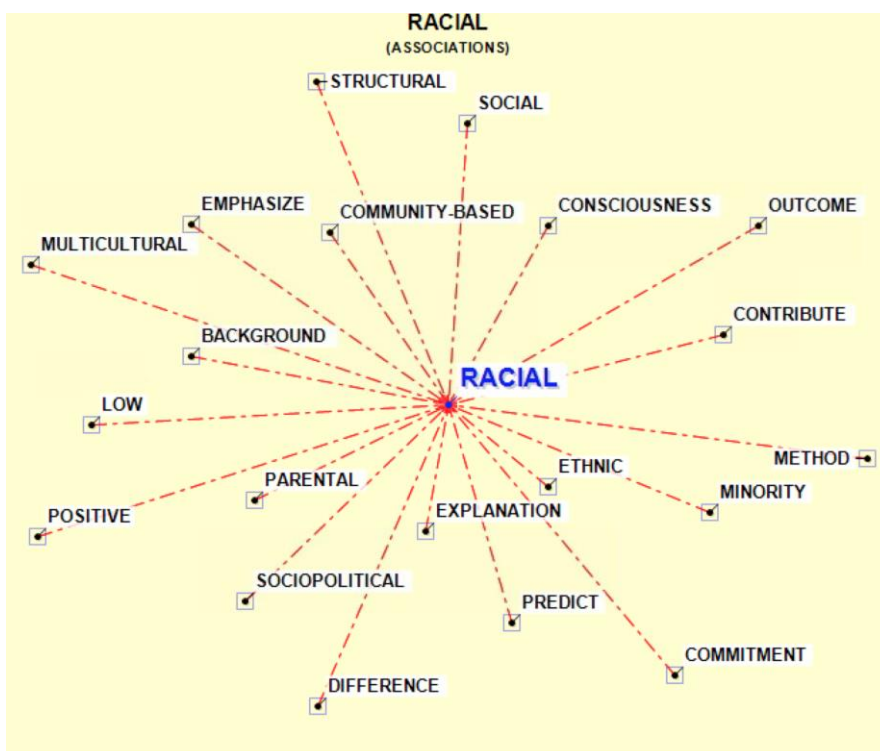 RACIAL
(ASSOCIATIONS)
STRUCTURAL
SOCIAL
EMPHASIZE
COMMUNITY-BASED
CONSCIOUSNESS
OUTCOME
MULTICULTURAL
CONTRIBUTE
BACKGROUND
RACIAL
LOW
METHOD
ETHNIC
PARENTAL
MINORITY
EXPLANATION
POSITIVE
SOCIOPOLITICAL
PREDICT
COMMITMENT
DIFFERENCE